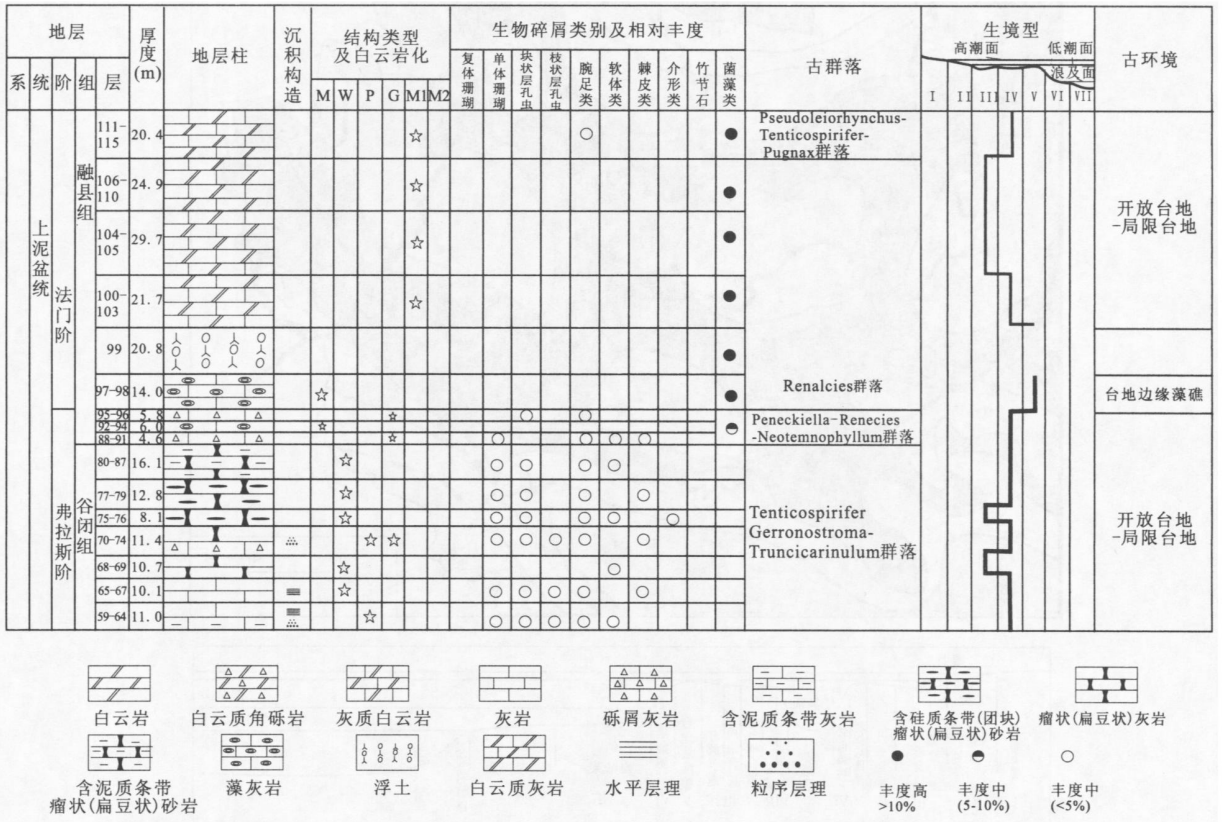 地层
厚度(m)
地层柱
沉积构造
结构类型
及白云岩化
生物碎屑类别及相对丰度
古群落
生境型
古环境
系 统 阶 组 层
M W P G M1 M2
复体珊瑚 单体珊瑚 块状层孔虫 枝状层孔虫 腕足类 软体类 棘皮类 介形类 竹节石 菌藻类
高潮面 低潮面
浪及面
I II III IV V VI VII
上泥盆统
法门阶
弗拉斯阶
融县组
谷闭组
111-115 20.4
Pseudoleiorhynchus-
Tenticospirifer-
Pugnax群落
106-110 24.9
104-105 29.7
开放台地
-局限台地
100-103 21.7
99 20.8
97-98 14.0
Renalcies群落
台地边缘藻礁
95-96 5.8
92-94 6.0
88-91 4.6
Peneckiella-Renecies
-Neotemnophyllum群落
80-87 16.1
77-79 12.8
75-76 8.1
70-74 11.4
68-69 10.7
65-67 10.1
59-64 11.0
Tenticospirifer
Gerronostroma-
Truncicarinulum群落
开放台地
-局限台地
白云岩 白云质角砾岩 灰质白云岩 灰岩 砾屑灰岩 含泥质条带灰岩 含硅质条带(团块) 瘤状(扁豆状)灰岩
瘤状(扁豆状)砂岩
含泥质条带 藻灰岩 浮土 白云质灰岩 水平层理 粒序层理
瘤状(扁豆状)砂岩
丰度高 丰度中 丰度中
>10% (5-10%) (<5%)